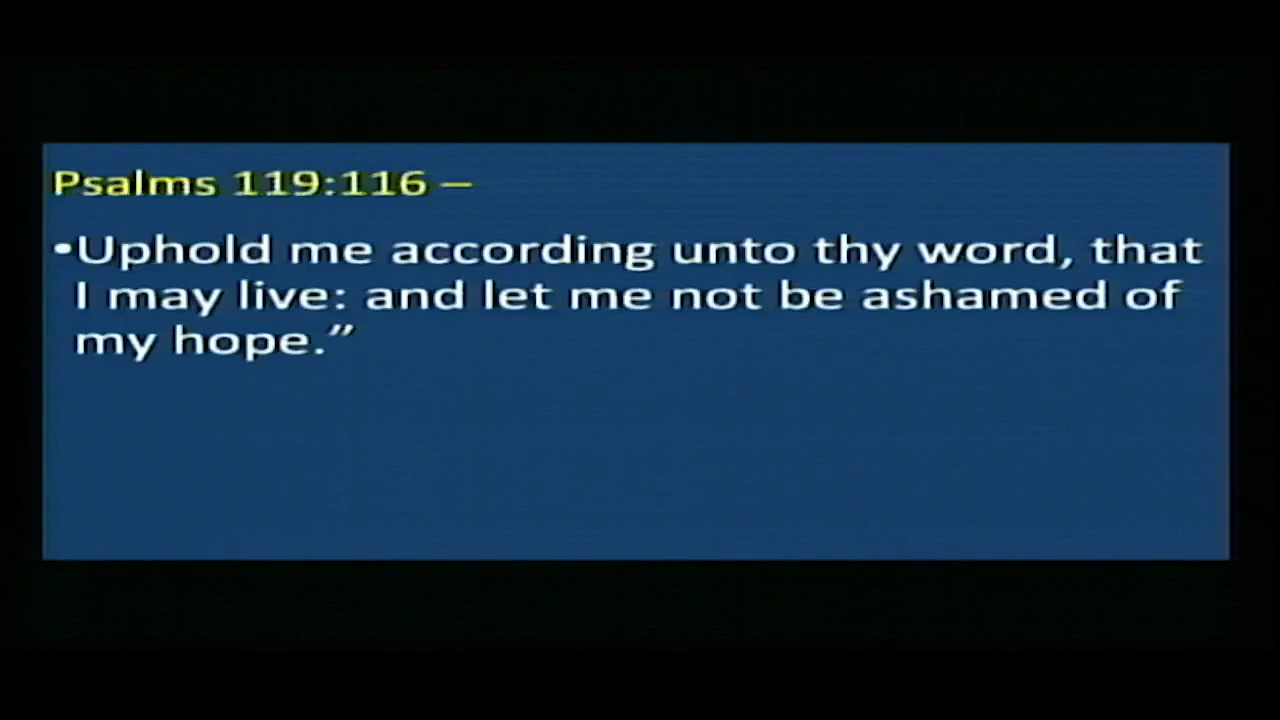 Psalms 119:116 –
•Uphold me according unto thy word, that
I may live: and let me not be ashamed of
my hope.”